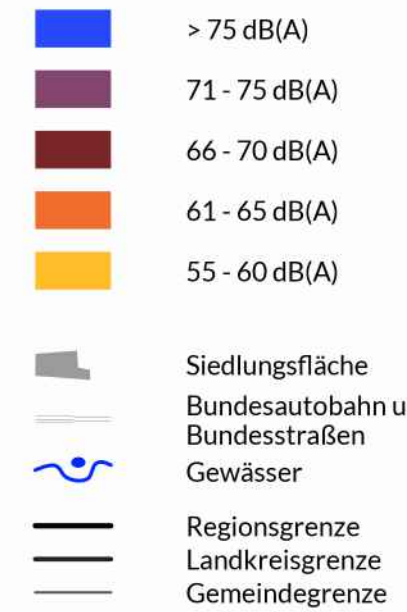 > 75 dB(A)
71 - 75 dB(A)
66 - 70 dB(A)
61 - 65 dB(A)
55 - 60 dB(A)
Siedlungsfläche
Bundesautobahn u
Bundesstraßen
Gewässer
Regionsgrenze
Landkreisgrenze
Gemeindegrenze